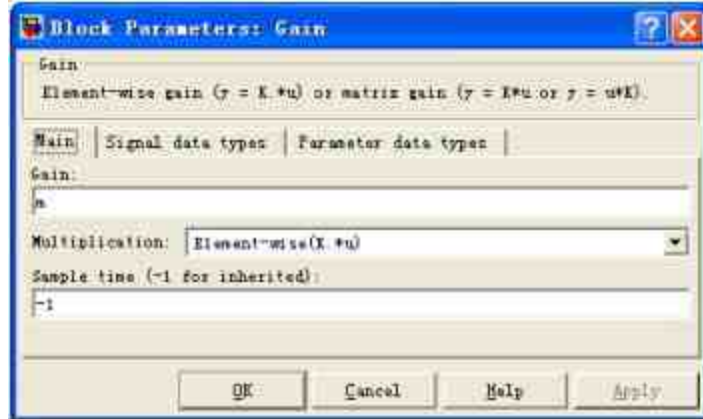 Block Parameters: Gain
Gain
Element-wise gain (y = K.*u) or matrix gain (y = K*u or y = u*K).
Main Signal data types Parameter data types
Gain:
m
Multiplication: Element-wise(K.*u)
Sample time (-1 for inherited):
-1
OK Cancel Help Apply